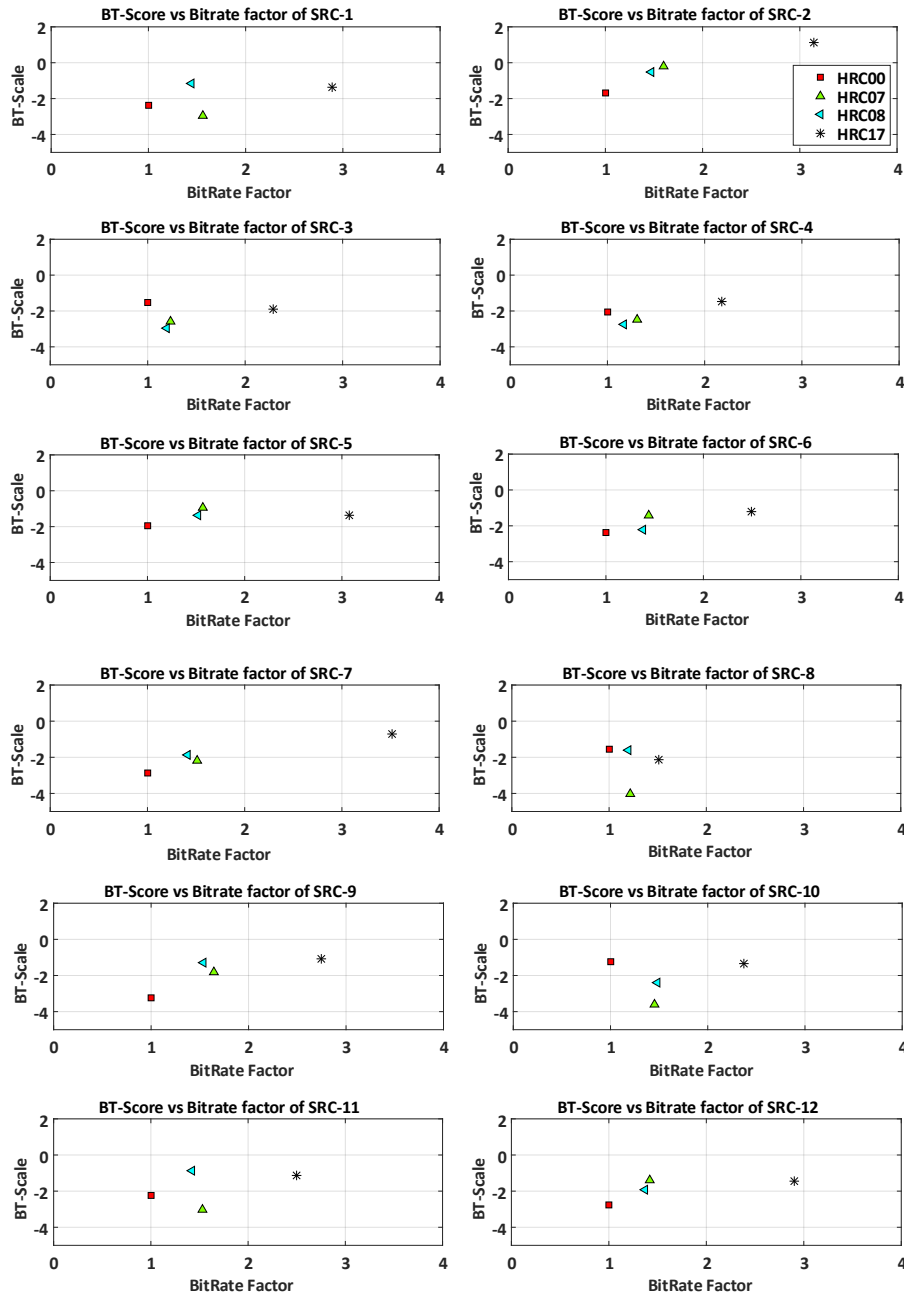 BT-Score vs Bitrate factor of SRC-1
BT-Scale
2
0
-2
-4
0 1 2 3 4
BitRate Factor
BT-Score vs Bitrate factor of SRC-2
BT-Scale
2
0
-2
-4
0 1 2 3 4
BitRate Factor
HRC00
HRC07
HRC08
HRC17
BT-Score vs Bitrate factor of SRC-3
BT-Scale
2
0
-2
-4
0 1 2 3 4
BitRate Factor
BT-Score vs Bitrate factor of SRC-4
BT-Scale
2
0
-2
-4
0 1 2 3 4
BitRate Factor
BT-Score vs Bitrate factor of SRC-5
BT-Scale
2
0
-2
-4
0 1 2 3 4
BitRate Factor
BT-Score vs Bitrate factor of SRC-6
BT-Scale
2
0
-2
-4
0 1 2 3 4
BitRate Factor
BT-Score vs Bitrate factor of SRC-7
BT-Scale
2
0
-2
-4
0 1 2 3 4
BitRate Factor
BT-Score vs Bitrate factor of SRC-8
BT-Scale
2
0
-2
-4
0 1 2 3 4
BitRate Factor
BT-Score vs Bitrate factor of SRC-9
BT-Scale
2
0
-2
-4
0 1 2 3 4
BitRate Factor
BT-Score vs Bitrate factor of SRC-10
BT-Scale
2
0
-2
-4
0 1 2 3 4
BitRate Factor
BT-Score vs Bitrate factor of SRC-11
BT-Scale
2
0
-2
-4
0 1 2 3 4
BitRate Factor
BT-Score vs Bitrate factor of SRC-12
BT-Scale
2
0
-2
-4
0 1 2 3 4
BitRate Factor